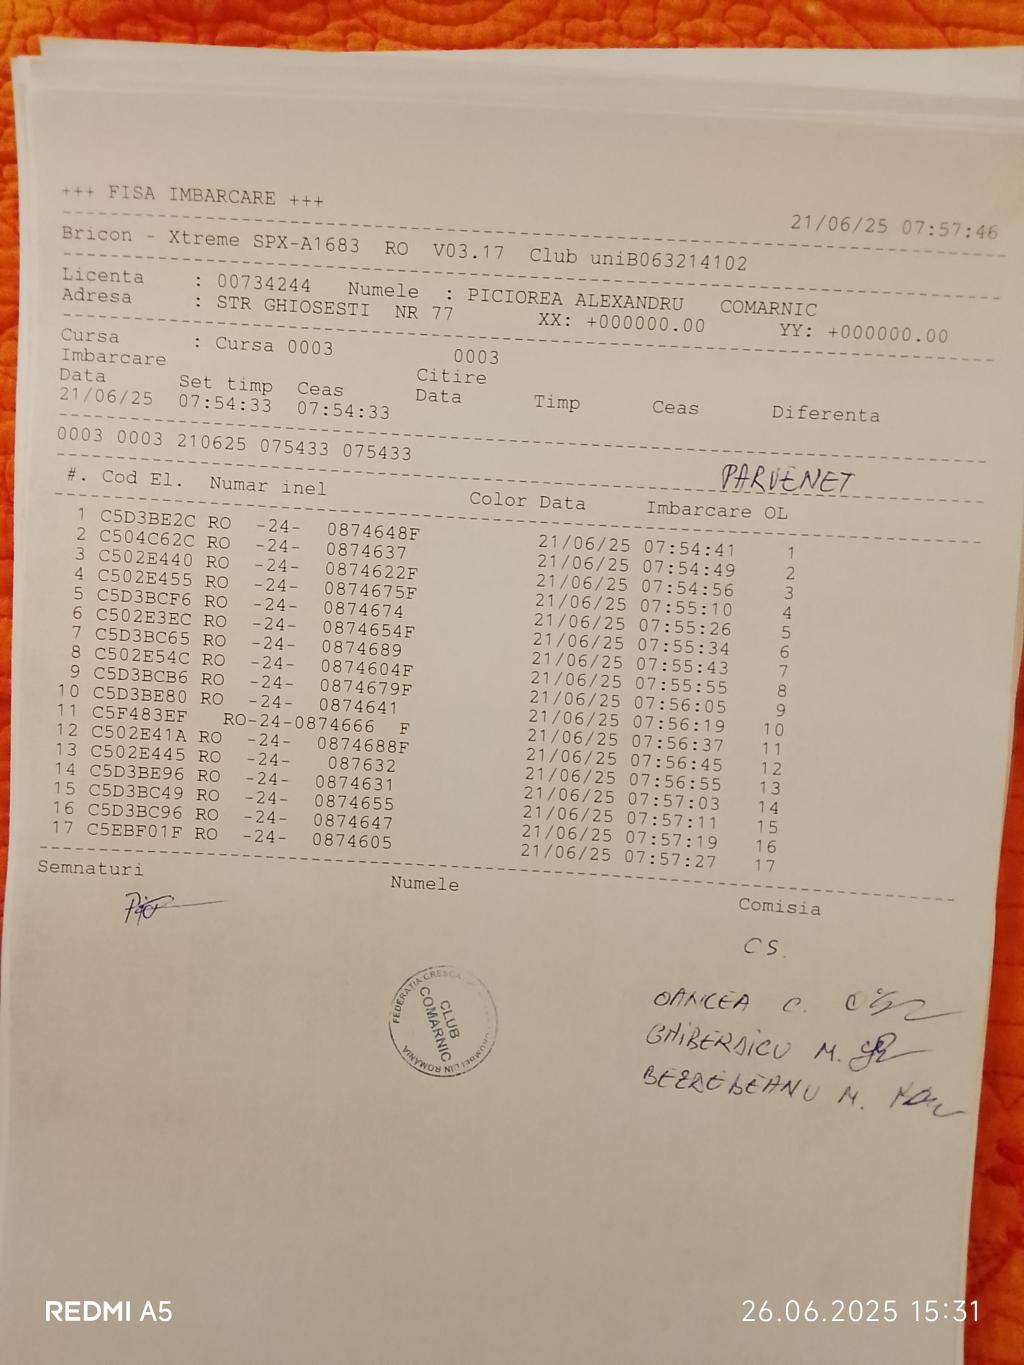 +++ FISA IMBARCARE +++
21/06/25 07:57:46
Bricon - Xtreme SPX-A1683 RO V03.17 Club uniB063214102
Licenta : 00734244 Numele : PICIOREA ALEXANDRU COMARNIC
Adresa : STR GHIOSESTI NR 77 XX: +000000.00 YY: +000000.00
Cursa : Cursa 0003 0003
Imbarcare Citire
Data Set timp Ceas Data Timp Ceas Diferenta
21/06/25 07:54:33 07:54:33
0003 0003 210625 075433 075433
PARVENET
#. Cod El. Numar inel Color Data Imbarcare OL
1 C5D3BE2C RO -24- 0874648F 21/06/25 07:54:41 1
2 C504C62C RO -24- 0874637 21/06/25 07:54:49 2
3 C502E440 RO -24- 0874622F 21/06/25 07:54:56 3
4 C502E455 RO -24- 0874675F 21/06/25 07:55:10 4
5 C5D3BCF6 RO -24- 0874674 21/06/25 07:55:26 5
6 C502E3EC RO -24- 0874654F 21/06/25 07:55:34 6
7 C5D3BC65 RO -24- 0874689 21/06/25 07:55:43 7
8 C502E54C RO -24- 0874604F 21/06/25 07:55:55 8
9 C5D3BCB6 RO -24- 0874679F 21/06/25 07:56:05 9
10 C5D3BE80 RO -24- 0874641 21/06/25 07:56:19 10
11 C5F483EF RO-24-0874666 F 21/06/25 07:56:37 11
12 C502E41A RO -24- 0874688F 21/06/25 07:56:45 12
13 C502E445 RO -24- 087632 21/06/25 07:56:55 13
14 C5D3BE96 RO -24- 0874631 21/06/25 07:57:03 14
15 C5D3BC49 RO -24- 0874655 21/06/25 07:57:11 15
16 C5D3BC96 RO -24- 0874647 21/06/25 07:57:19 16
17 C5EBF01F RO -24- 0874605 21/06/25 07:57:27 17
Semnaturi Numele Comisia
CS.
OANCEA C.
GHIBERDICU M.
BEZDEDEANU M.
FEDERATIA
CLUB
COMARNIC
DIN ROMANIA
REDMI A5
26.06.2025 15:31